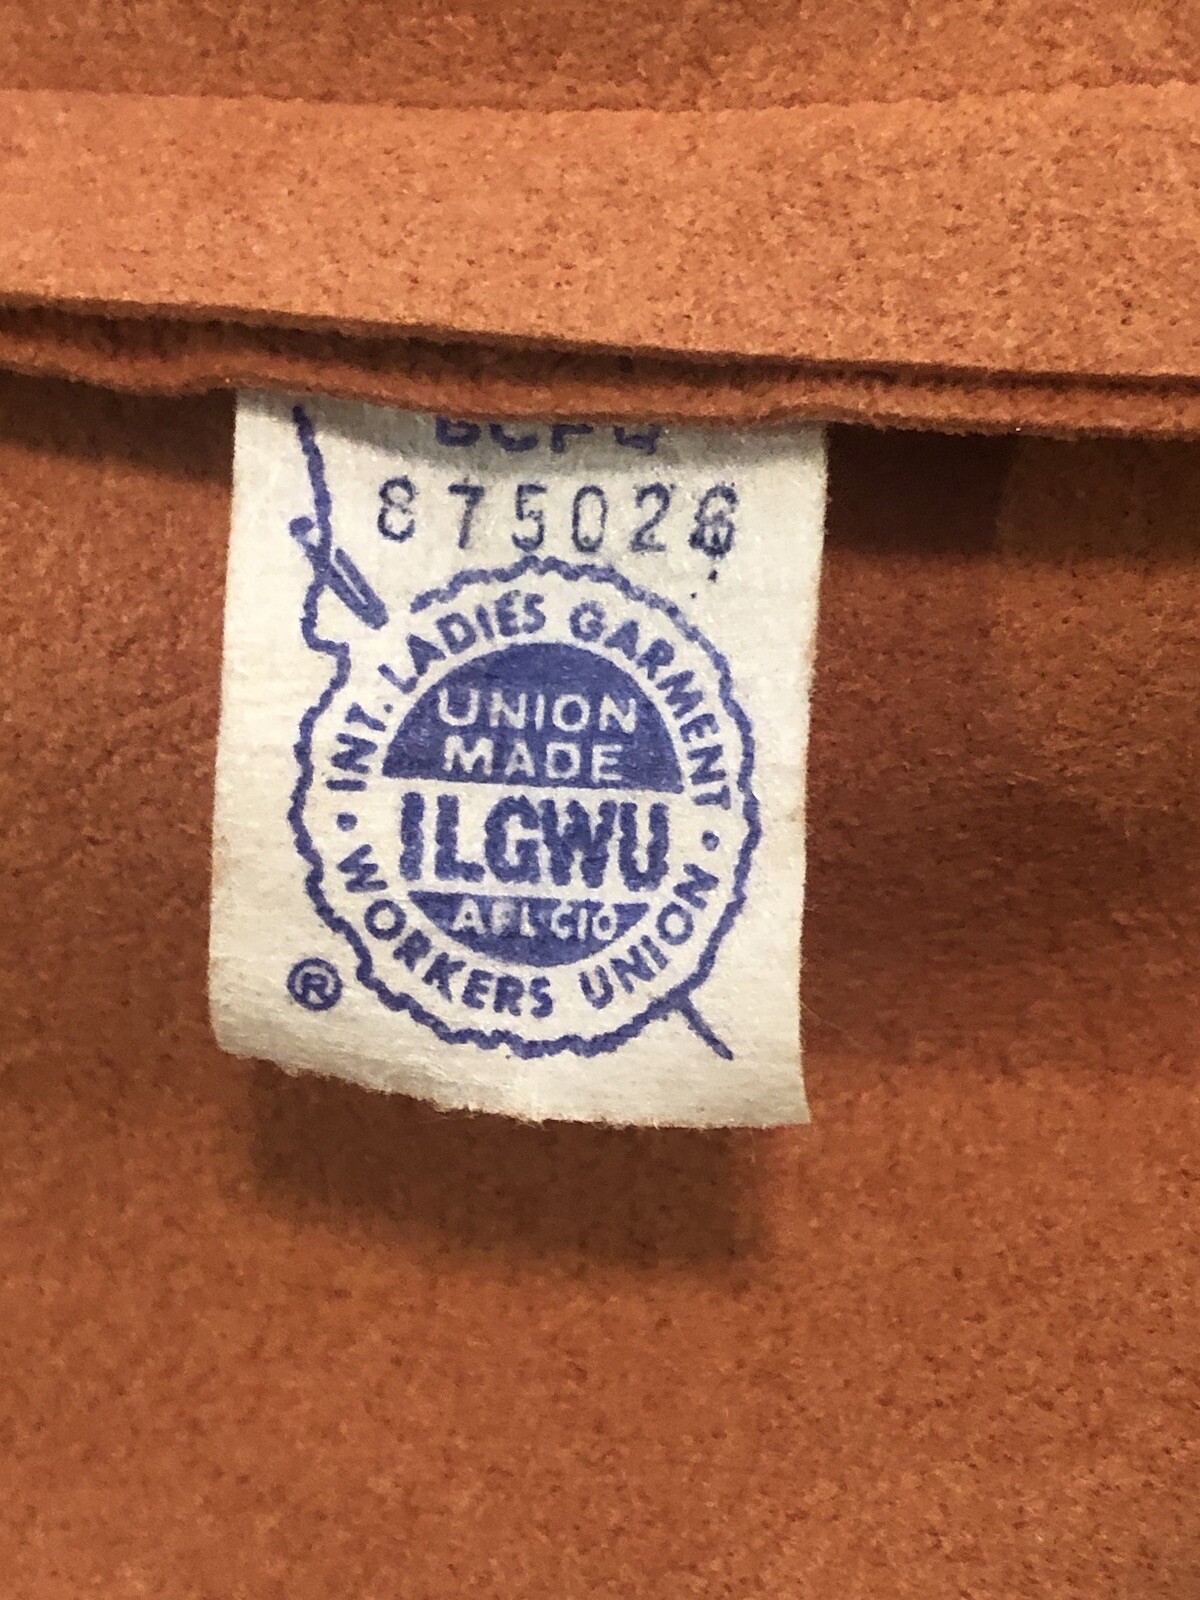 875026
INT. LADIES GARMENT
UNION
MADE
ILGWU
AFL-CIO
WORKERS UNION
®